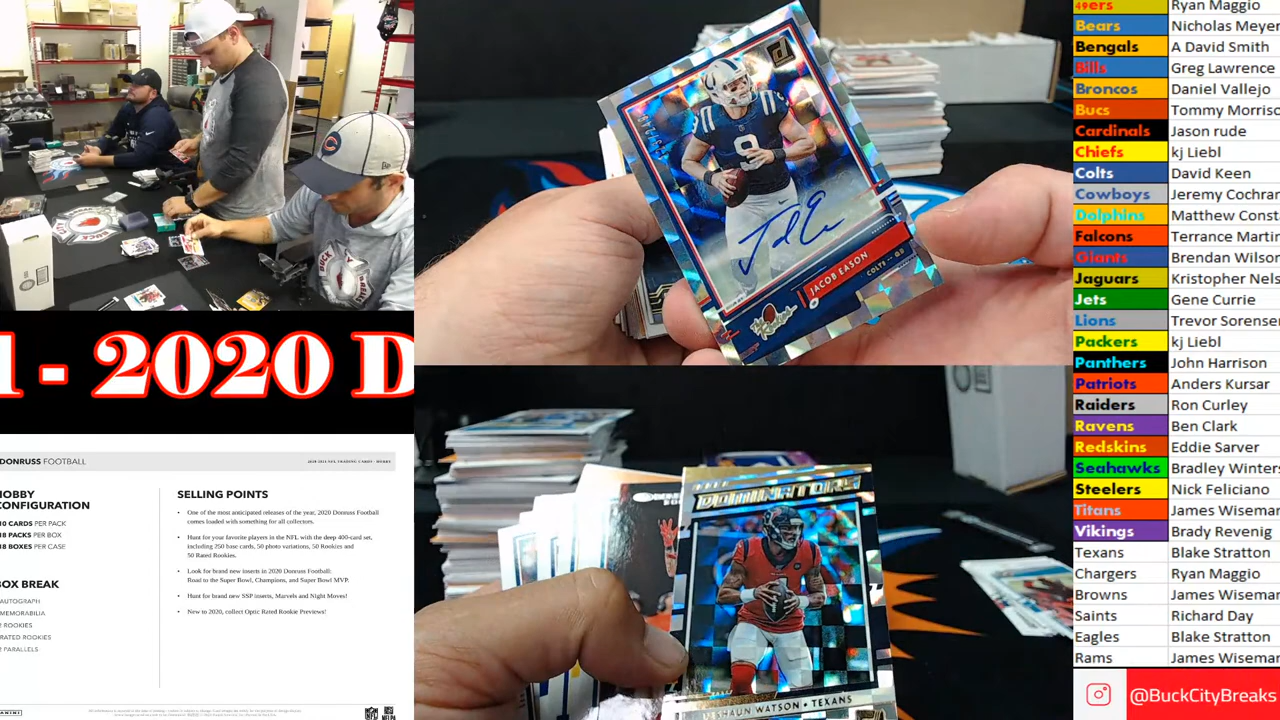 1 - 2020 D
DONRUSS FOOTBALL
HOBBY
CONFIGURATION
10 CARDS PER PACK
18 PACKS PER BOX
18 BOXES PER CASE
BOX BREAK
AUTOGRAPH
MEMORABILIA
2 ROOKIES
RATED ROOKIES
2 PARALLELS
SELLING POINTS
• One of the most anticipated releases of the year, 2020 Donruss Football
comes loaded with something for all collectors.
• Hunt for your favorite players in the NFL with the deep 400-card set,
including 250 base cards, 50 photo variations, 50 Rookies and
50 Rated Rookies.
• Look for brand new inserts in 2020 Donruss Football:
Road to the Super Bowl, Champions, and Super Bowl MVP.
• Hunt for brand new SSP inserts, Marvels and Night Moves!
• New to 2020, collect Optic Rated Rookie Previews!
PANINI
9
JACOB EASON
COLTS - QB
The Rookies
DOMINATORS
SHAUN WATSON • TEXANS
49ers Ryan Maggio
Bears Nicholas Meyer
Bengals A David Smith
Bills Greg Lawrence
Broncos Daniel Vallejo
Bucs Tommy Morriso
Cardinals Jason rude
Chiefs kj Liebl
Colts David Keen
Cowboys Jeremy Cochran
Dolphins Matthew Const
Falcons Terrance Martin
Giants Brendan Wilson
Jaguars Kristopher Nels
Jets Gene Currie
Lions Trevor Sorensen
Packers kj Liebl
Panthers John Harrison
Patriots Anders Kursar
Raiders Ron Curley
Ravens Ben Clark
Redskins Eddie Sarver
Seahawks Bradley Winters
Steelers Nick Feliciano
Titans James Wiseman
Vikings Brady Revenig
Texans Blake Stratton
Chargers Ryan Maggio
Browns James Wiseman
Saints Richard Day
Eagles Blake Stratton
Rams James Wiseman
@BuckCityBreaks